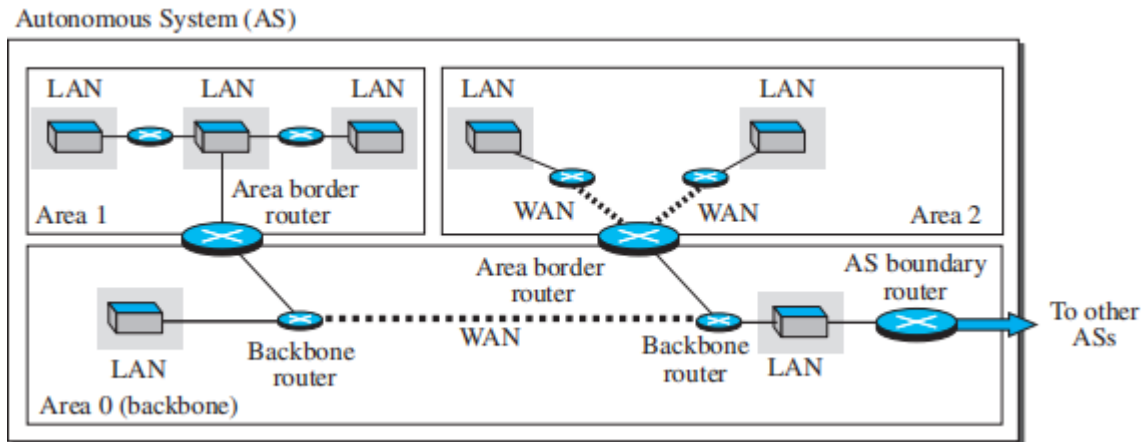 Autonomous System (AS)
LAN
LAN
LAN
Area border
router
Area 1
LAN
LAN
WAN
WAN
Area 2
Area border
router
AS boundary
router
To other
ASs
LAN
Backbone
router
WAN
Backbone
router
LAN
Area 0 (backbone)